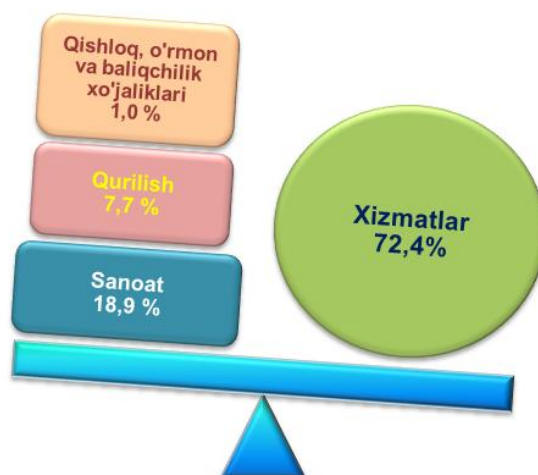 Qishloq, o'rmon
va baliqchilik
xo'jaliklari
1,0 %
Qurilish
7,7 %
Sanoat
18,9 %
Xizmatlar
72,4%